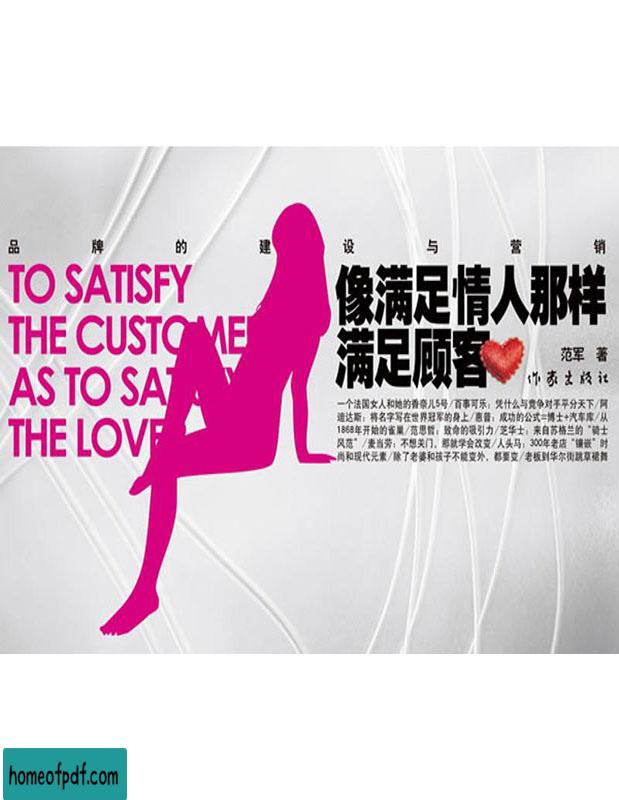 品牌的建设与营销
TO SATISFY
THE CUSTOME
AS TO SAT
THE LOVE
像满足情人那样
满足顾客
范军 著
作家出版社
一个法国女人和她的香奈儿5号/百事可乐：凭什么与竞争对手平分天下/阿
迪达斯：将名字写在世界冠军的身上/惠普：成功的公式=博士+汽车库/从
1868年开始的雀巢/范思哲：致命的吸引力/芝华士：来自苏格兰的“骑士
风范”/麦当劳：不想关门，那就学会改变/人头马：300年老店“镶嵌”时
尚和现代元素/除了老婆和孩子不能变外，都要变/老板到华尔街跳草裙舞
homeofpdf.com